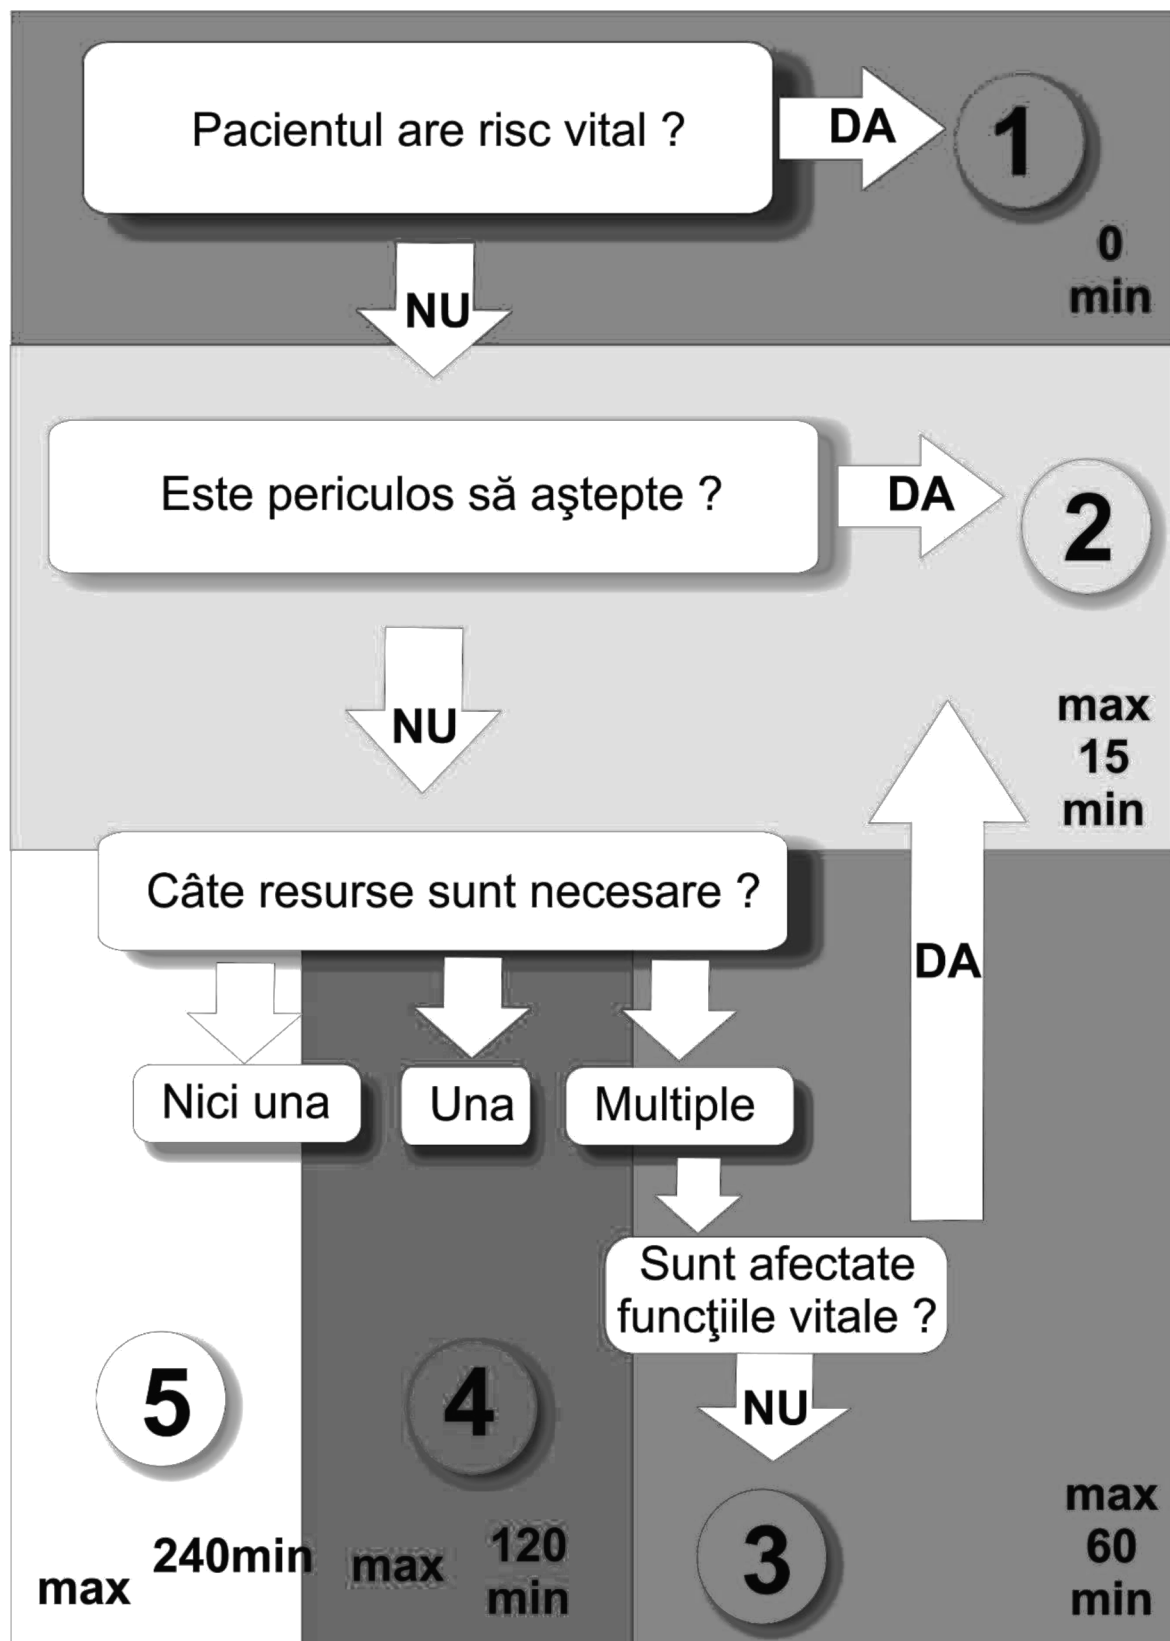 Pacientul are risc vital ?
DA
1
0
min
NU
Este periculos să aştepte ?
DA
2
NU
max
15
min
Câte resurse sunt necesare ?
DA
Nici una
Una
Multiple
Sunt afectate
funcţiile vitale ?
NU
5
4
3
max 240min
max 120
min
max
60
min